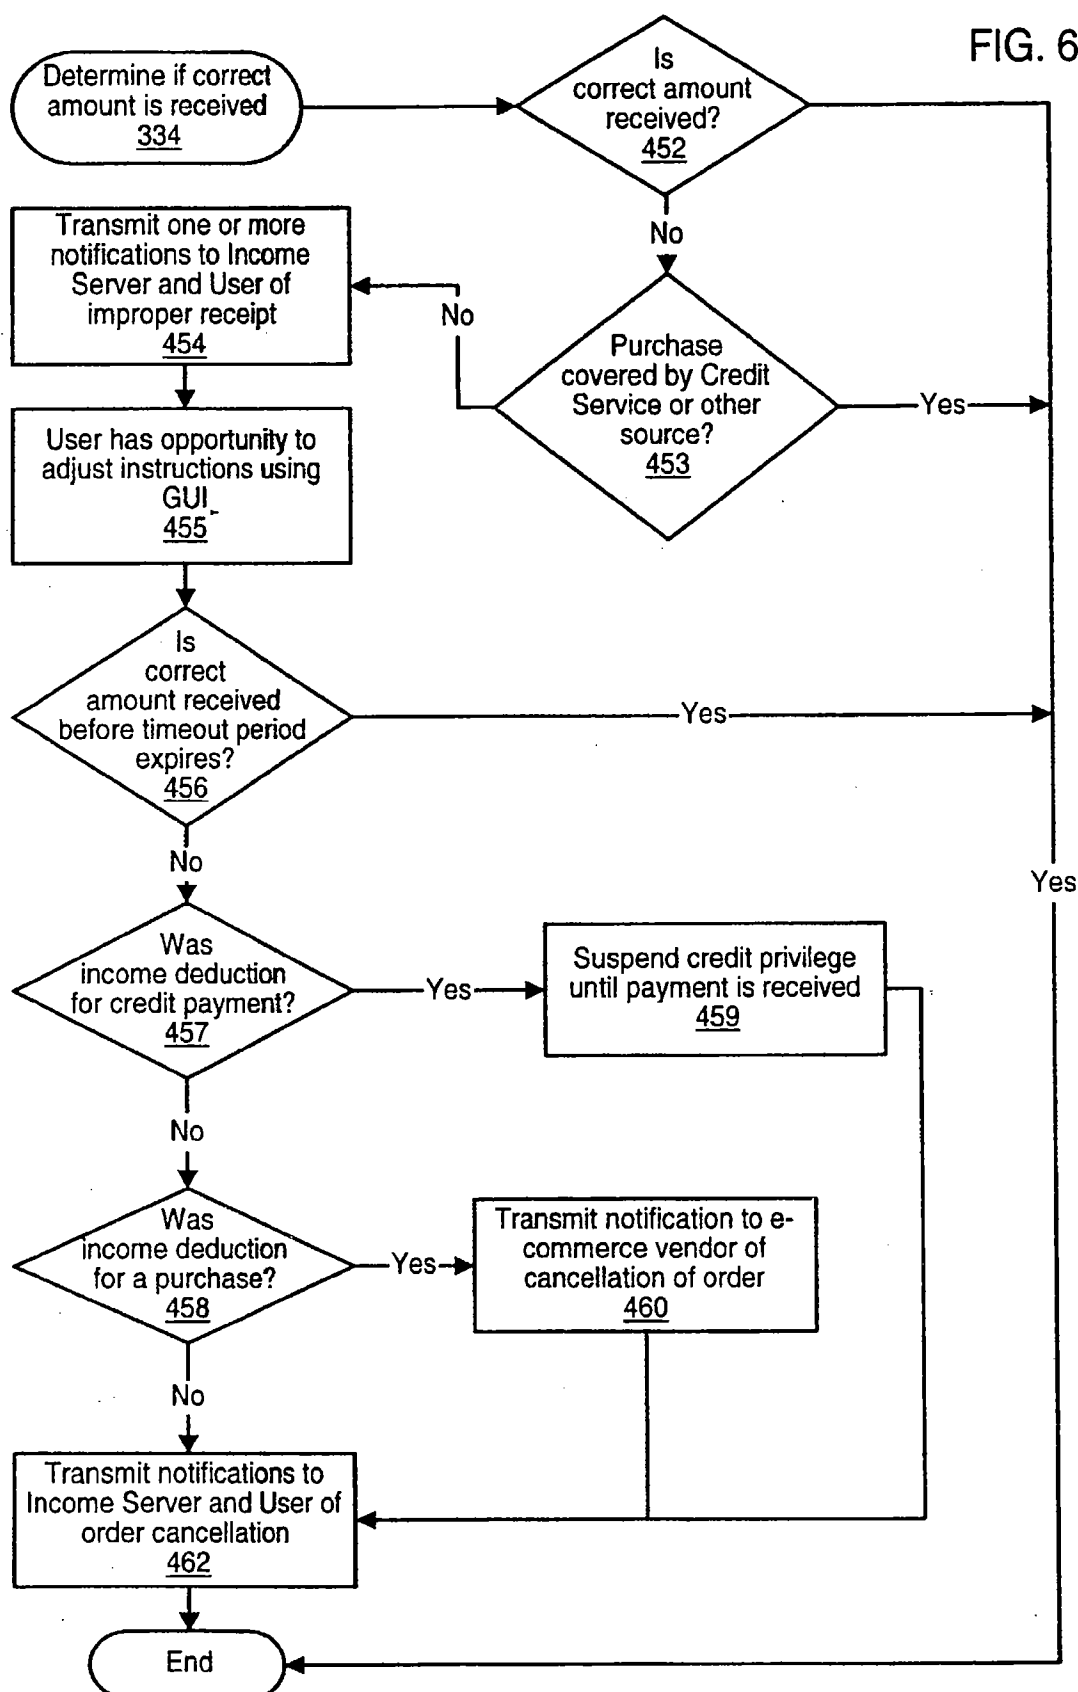 FIG. 6
Determine if correct
amount is received
334
Is
correct amount
received?
452
No
Transmit one or more
notifications to Income
Server and User of
improper receipt
454
No
Purchase
covered by Credit
Service or other
source?
453
Yes
User has opportunity to
adjust instructions using
GUI
455
Is
correct
amount received
before timeout period
expires?
456
Yes
No
Yes
Was
income deduction
for credit payment?
457
Yes
Suspend credit privilege
until payment is received
459
No
Was
income deduction
for a purchase?
458
Yes
Transmit notification to e-
commerce vendor of
cancellation of order
460
No
Transmit notifications to
Income Server and User of
order cancellation
462
End